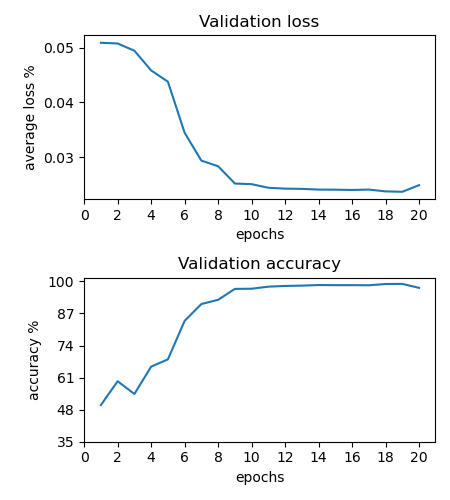 Validation loss
average loss %
0.05
0.04
0.03
0 2 4 6 8 10 12 14 16 18 20
epochs
Validation accuracy
accuracy %
100
87
74
61
48
35
0 2 4 6 8 10 12 14 16 18 20
epochs